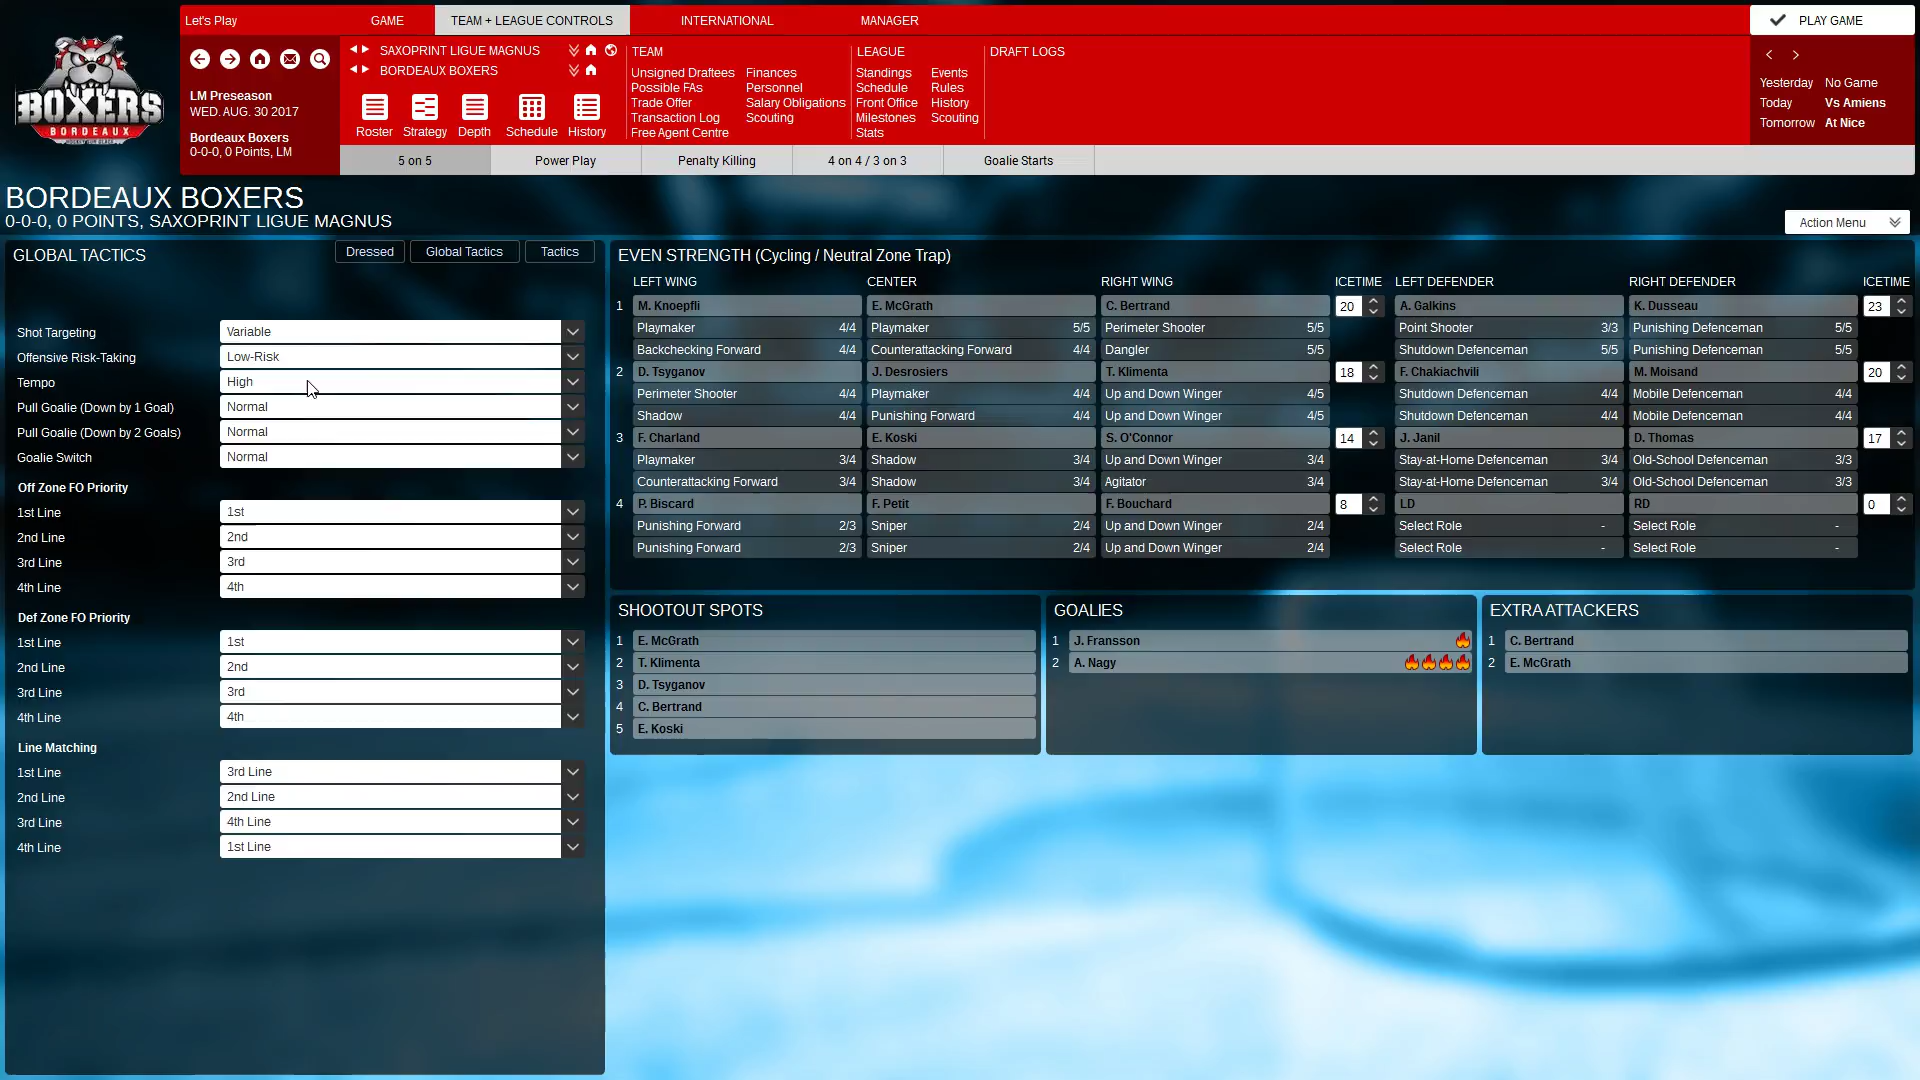 BOXERS
BORDEAUX
Let's Play
GAME
TEAM + LEAGUE CONTROLS
INTERNATIONAL
MANAGER
PLAY GAME
LM Preseason
WED. AUG. 30 2017
Bordeaux Boxers
0-0-0, 0 Points, LM
SAXOPRINT LIGUE MAGNUS
BORDEAUX BOXERS
Roster Strategy Depth Schedule History
TEAM
Unsigned Draftees Finances
Possible FAs Personnel
Trade Offer Salary Obligations
Transaction Log Scouting
Free Agent Centre
LEAGUE
Standings Events
Schedule Rules
Front Office History
Milestones Scouting
Stats
DRAFT LOGS
Yesterday No Game
Today Vs Amiens
Tomorrow At Nice
5 on 5 Power Play Penalty Killing 4 on 4 / 3 on 3 Goalie Starts
BORDEAUX BOXERS
0-0-0, 0 POINTS, SAXOPRINT LIGUE MAGNUS
Action Menu
GLOBAL TACTICS Dressed Global Tactics Tactics
Shot Targeting Variable
Offensive Risk-Taking Low-Risk
Tempo High
Pull Goalie (Down by 1 Goal) Normal
Pull Goalie (Down by 2 Goals) Normal
Goalie Switch Normal
Off Zone FO Priority
1st Line 1st
2nd Line 2nd
3rd Line 3rd
4th Line 4th
Def Zone FO Priority
1st Line 1st
2nd Line 2nd
3rd Line 3rd
4th Line 4th
Line Matching
1st Line 3rd Line
2nd Line 2nd Line
3rd Line 4th Line
4th Line 1st Line
EVEN STRENGTH (Cycling / Neutral Zone Trap)
LEFT WING CENTER RIGHT WING ICETIME LEFT DEFENDER RIGHT DEFENDER ICETIME
1 M. Knoepfli E. McGrath C. Bertrand 20 A. Galkins K. Dusseau 23
Playmaker 4/4 Playmaker 5/5 Perimeter Shooter 5/5 Point Shooter 3/3 Punishing Defenceman 5/5
Backchecking Forward 4/4 Counterattacking Forward 4/4 Dangler 5/5 Shutdown Defenceman 5/5 Punishing Defenceman 5/5
2 D. Tsyganov J. Desrosiers T. Klimenta 18 F. Chakiachvili M. Moisand 20
Perimeter Shooter 4/4 Playmaker 4/4 Up and Down Winger 4/5 Shutdown Defenceman 4/4 Mobile Defenceman 4/4
Shadow 4/4 Punishing Forward 4/4 Up and Down Winger 4/5 Shutdown Defenceman 4/4 Mobile Defenceman 4/4
3 F. Charland E. Koski S. O'Connor 14 J. Janil D. Thomas 17
Playmaker 3/4 Shadow 3/4 Up and Down Winger 3/4 Stay-at-Home Defenceman 3/4 Old-School Defenceman 3/3
Counterattacking Forward 3/4 Shadow 3/4 Agitator 3/4 Stay-at-Home Defenceman 3/4 Old-School Defenceman 3/3
4 P. Biscard F. Petit F. Bouchard 8 LD RD 0
Punishing Forward 2/3 Sniper 2/4 Up and Down Winger 2/4 Select Role - Select Role -
Punishing Forward 2/3 Sniper 2/4 Up and Down Winger 2/4 Select Role - Select Role -
SHOOTOUT SPOTS
1 E. McGrath
2 T. Klimenta
3 D. Tsyganov
4 C. Bertrand
5 E. Koski
GOALIES
1 J. Fransson
2 A. Nagy
EXTRA ATTACKERS
1 C. Bertrand
2 E. McGrath